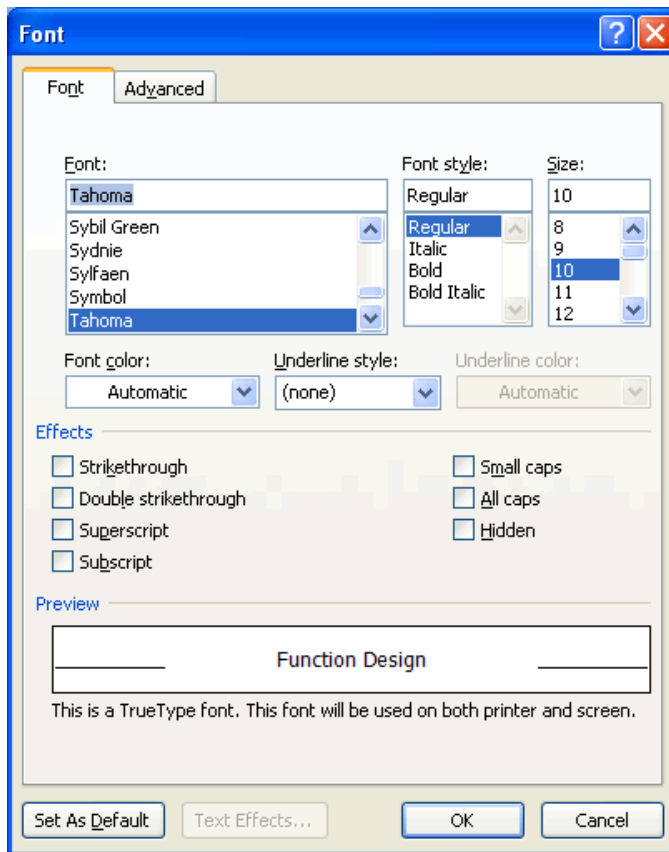 Font
Font Advanced
Font: Font style: Size:
Tahoma Regular 10
Sybil Green Regular 8
Sydnie Italic 9
Sylfaen Bold 10
Symbol Bold Italic 11
Tahoma 12
Font color: Underline style: Underline color:
Automatic (none) Automatic
Effects
Strikethrough Small caps
Double strikethrough All caps
Superscript Hidden
Subscript
Preview
Function Design
This is a TrueType font. This font will be used on both printer and screen.
Set As Default Text Effects... OK Cancel